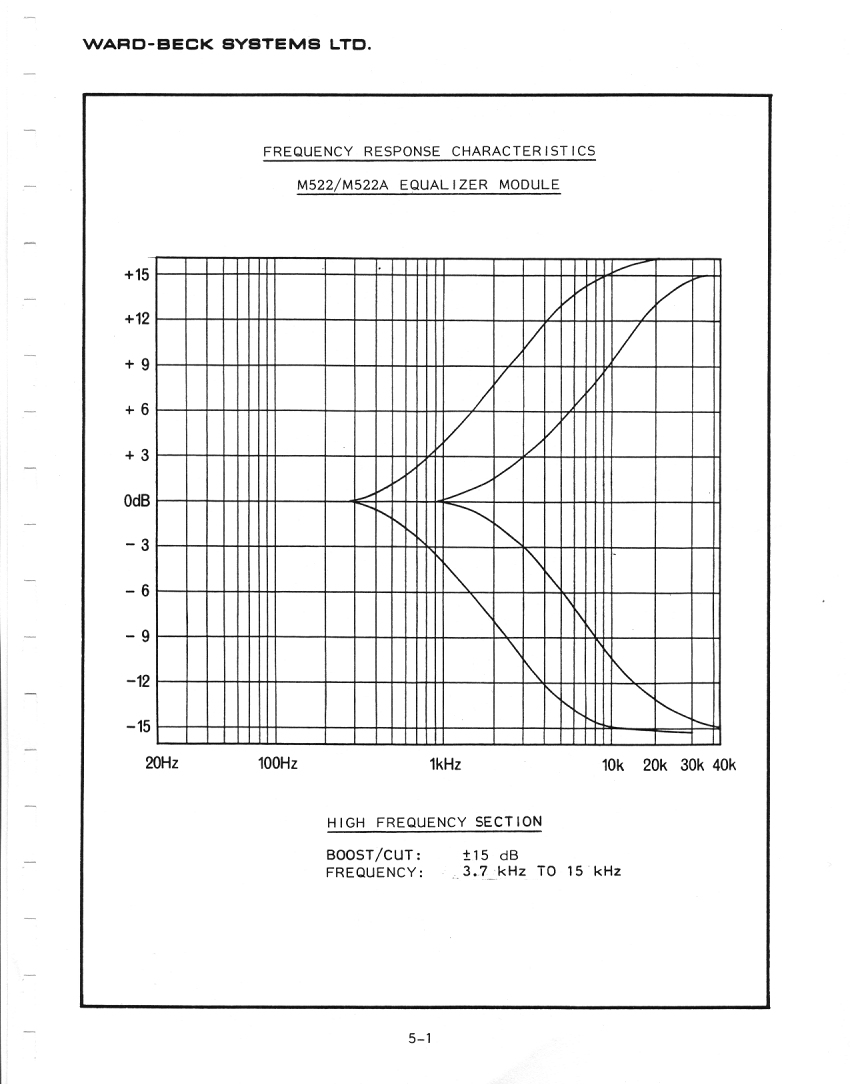 WARD-BECK SYSTEMS LTD.
FREQUENCY RESPONSE CHARACTERISTICS
M522/M522A EQUALIZER MODULE
+15
+12
+ 9
+ 6
+ 3
0dB
- 3
- 6
- 9
-12
-15
20Hz 100Hz 1kHz 10k 20k 30k 40k
HIGH FREQUENCY SECTION
BOOST/CUT: ±15 dB
FREQUENCY: 3.7 kHz TO 15 kHz
5-1